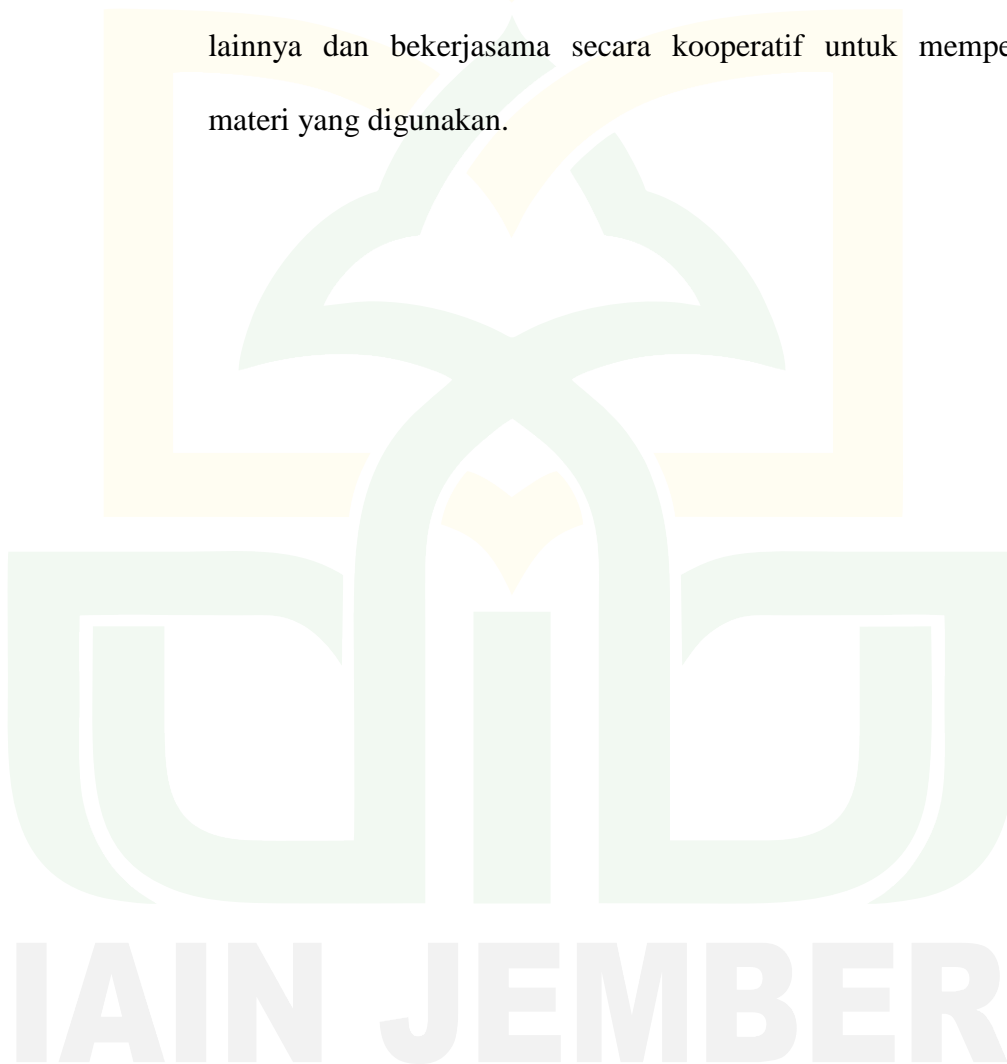 lainnya dan bekerjasama secara kooperatif untuk mempe
materi yang digunakan.
IAIN JEMBER